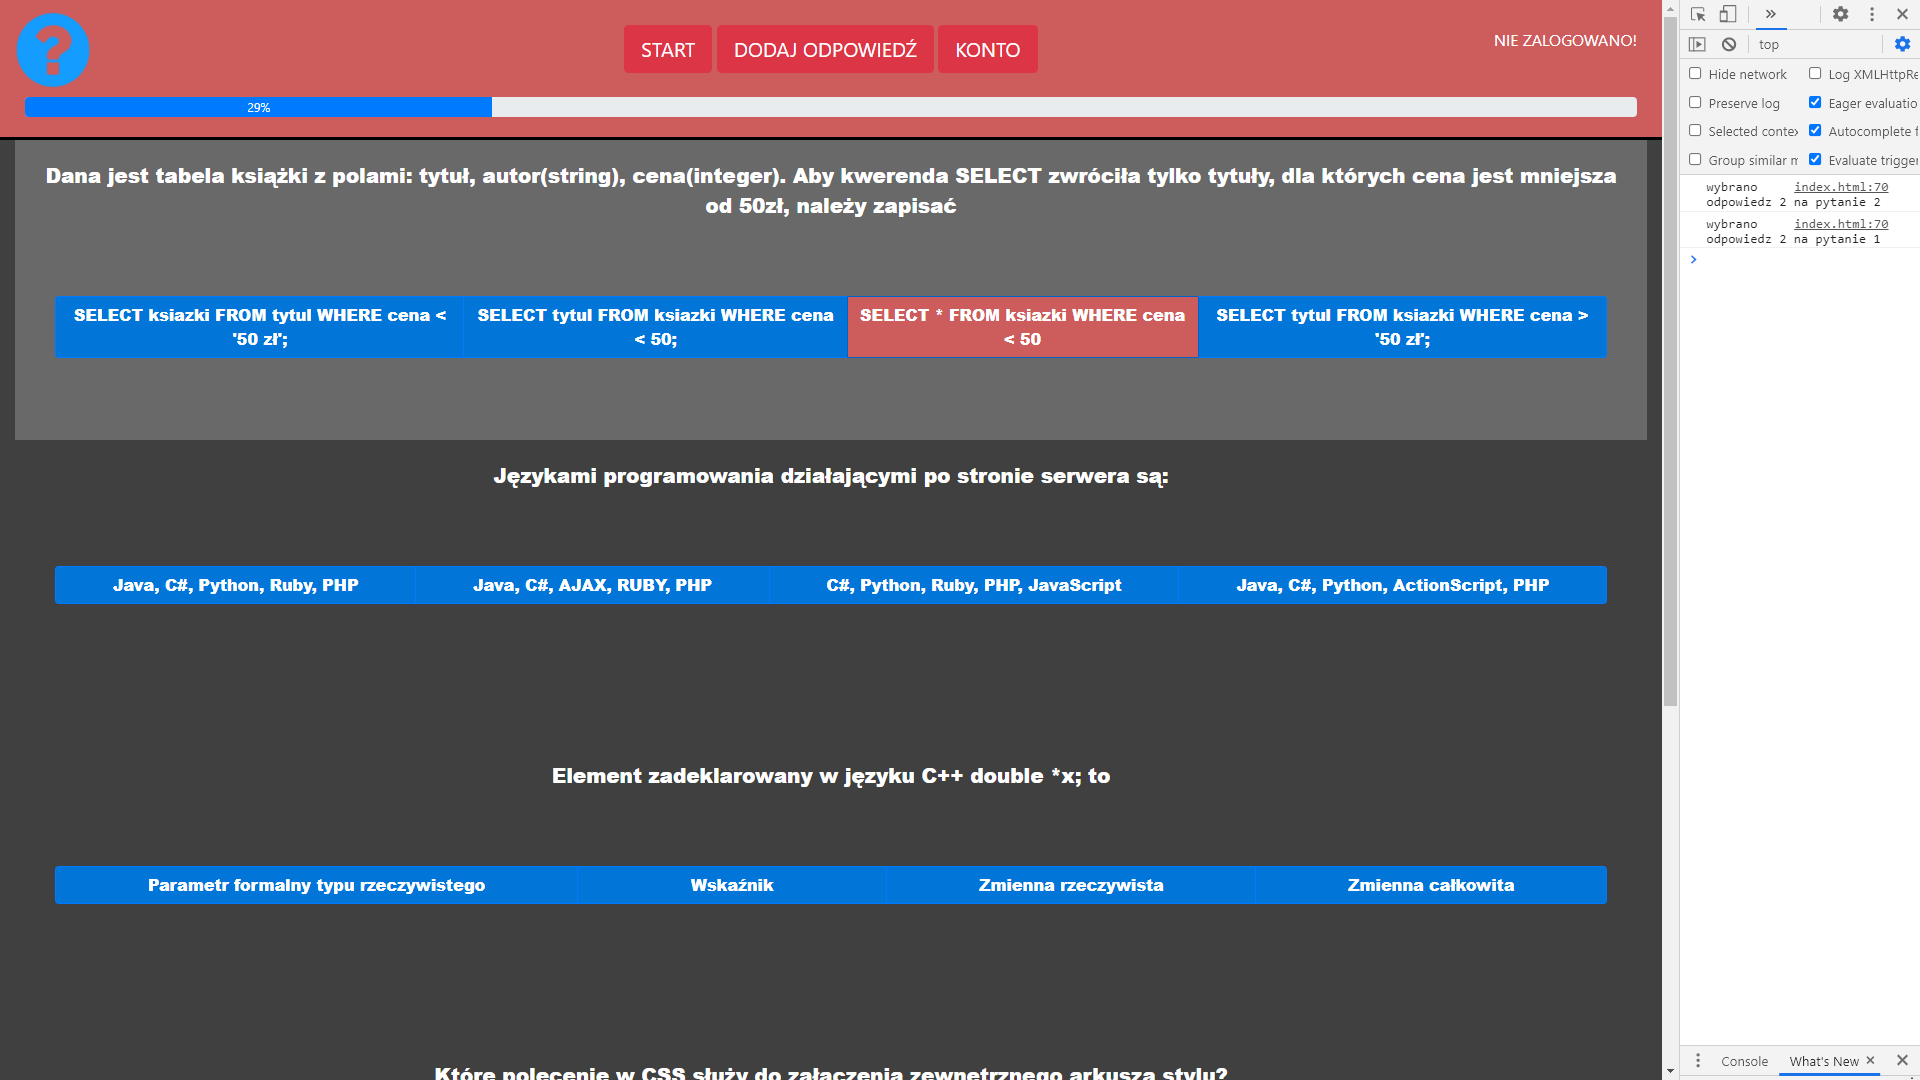 ?
START
DODAJ ODPOWIEDŹ
KONTO
NIE ZALOGOWANO!
29%
Dana jest tabela książki z polami: tytuł, autor(string), cena(integer). Aby kwerenda SELECT zwróciła tylko tytuły, dla których cena jest mniejsza
od 50zł, należy zapisać
SELECT ksiazki FROM tytul WHERE cena <
'50 zł';
SELECT tytul FROM ksiazki WHERE cena
< 50;
SELECT * FROM ksiazki WHERE cena
< 50
SELECT tytul FROM ksiazki WHERE cena >
'50 zł';
Językami programowania działającymi po stronie serwera są:
Java, C#, Python, Ruby, PHP
Java, C#, AJAX, RUBY, PHP
C#, Python, Ruby, PHP, JavaScript
Java, C#, Python, ActionScript, PHP
Element zadeklarowany w języku C++ double *x; to
Parametr formalny typu rzeczywistego
Wskaźnik
Zmienna rzeczywista
Zmienna całkowita
Które polecenie w CSS służy do załączenia zewnętrznego arkusza stylu?
top
Hide network
Log XMLHttpRe
Preserve log
Eager evaluatio
Selected contex
Autocomplete f
Group similar m
Evaluate trigger
wybrano index.html:70
odpowiedz 2 na pytanie 2
wybrano index.html:70
odpowiedz 2 na pytanie 1
Console
What's New